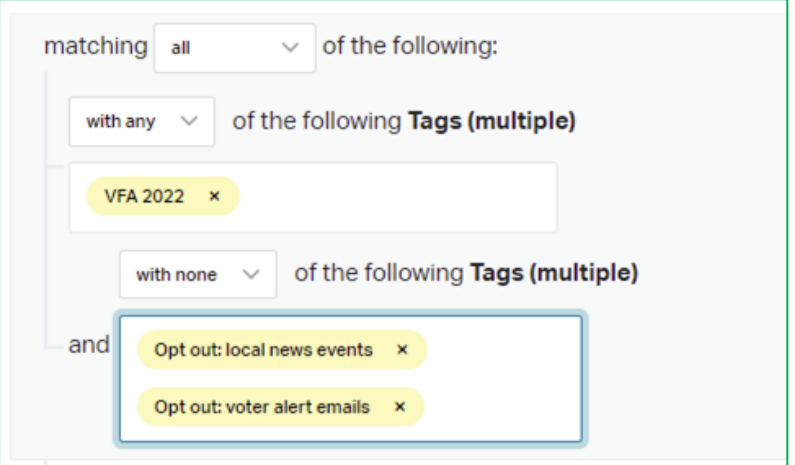 matching all of the following:
with any of the following Tags (multiple)
VFA 2022 ×
with none of the following Tags (multiple)
and
Opt out: local news events ×
Opt out: voter alert emails ×